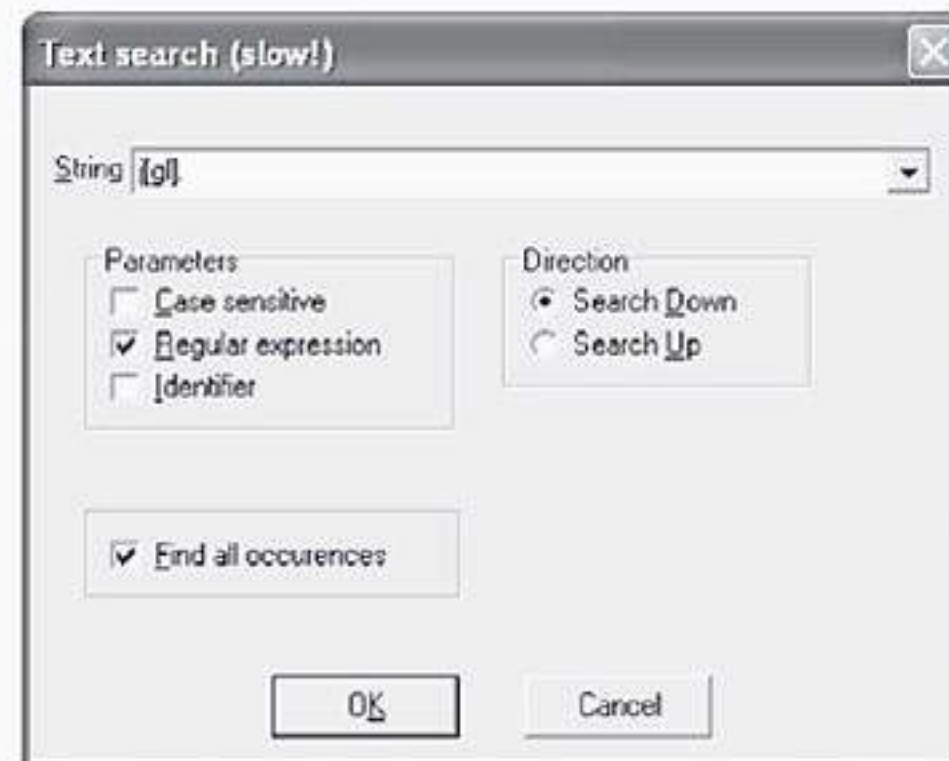 Text search (slow!)
String j[gl]
Parameters
Case sensitive
Regular expression
Identifier
Direction
Search Down
Search Up
Find all occurences
OK
Cancel